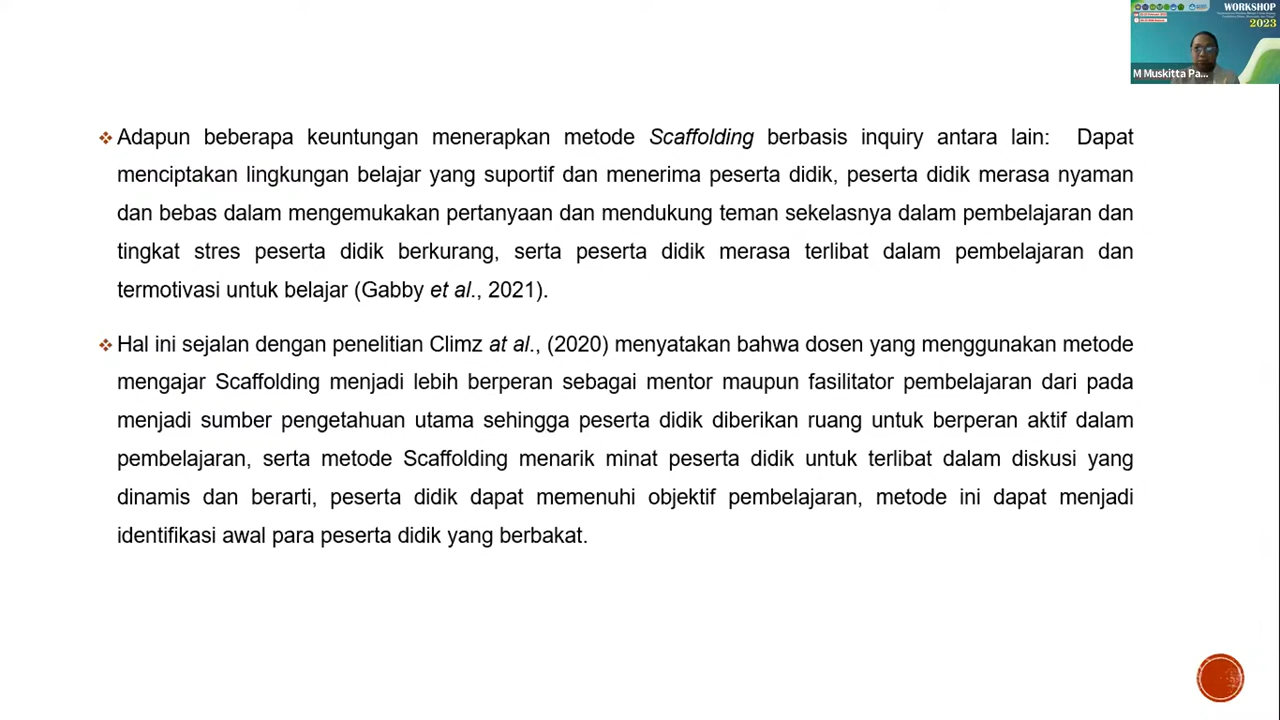 WORKSHOP
2023
M Muskitta Pa...
❖ Adapun beberapa keuntungan menerapkan metode Scaffolding berbasis inquiry antara lain: Dapat
menciptakan lingkungan belajar yang suportif dan menerima peserta didik, peserta didik merasa nyaman
dan bebas dalam mengemukakan pertanyaan dan mendukung teman sekelasnya dalam pembelajaran dan
tingkat stres peserta didik berkurang, serta peserta didik merasa terlibat dalam pembelajaran dan
termotivasi untuk belajar (Gabby et al., 2021).
❖ Hal ini sejalan dengan penelitian Climz at al., (2020) menyatakan bahwa dosen yang menggunakan metode
mengajar Scaffolding menjadi lebih berperan sebagai mentor maupun fasilitator pembelajaran dari pada
menjadi sumber pengetahuan utama sehingga peserta didik diberikan ruang untuk berperan aktif dalam
pembelajaran, serta metode Scaffolding menarik minat peserta didik untuk terlibat dalam diskusi yang
dinamis dan berarti, peserta didik dapat memenuhi objektif pembelajaran, metode ini dapat menjadi
identifikasi awal para peserta didik yang berbakat.